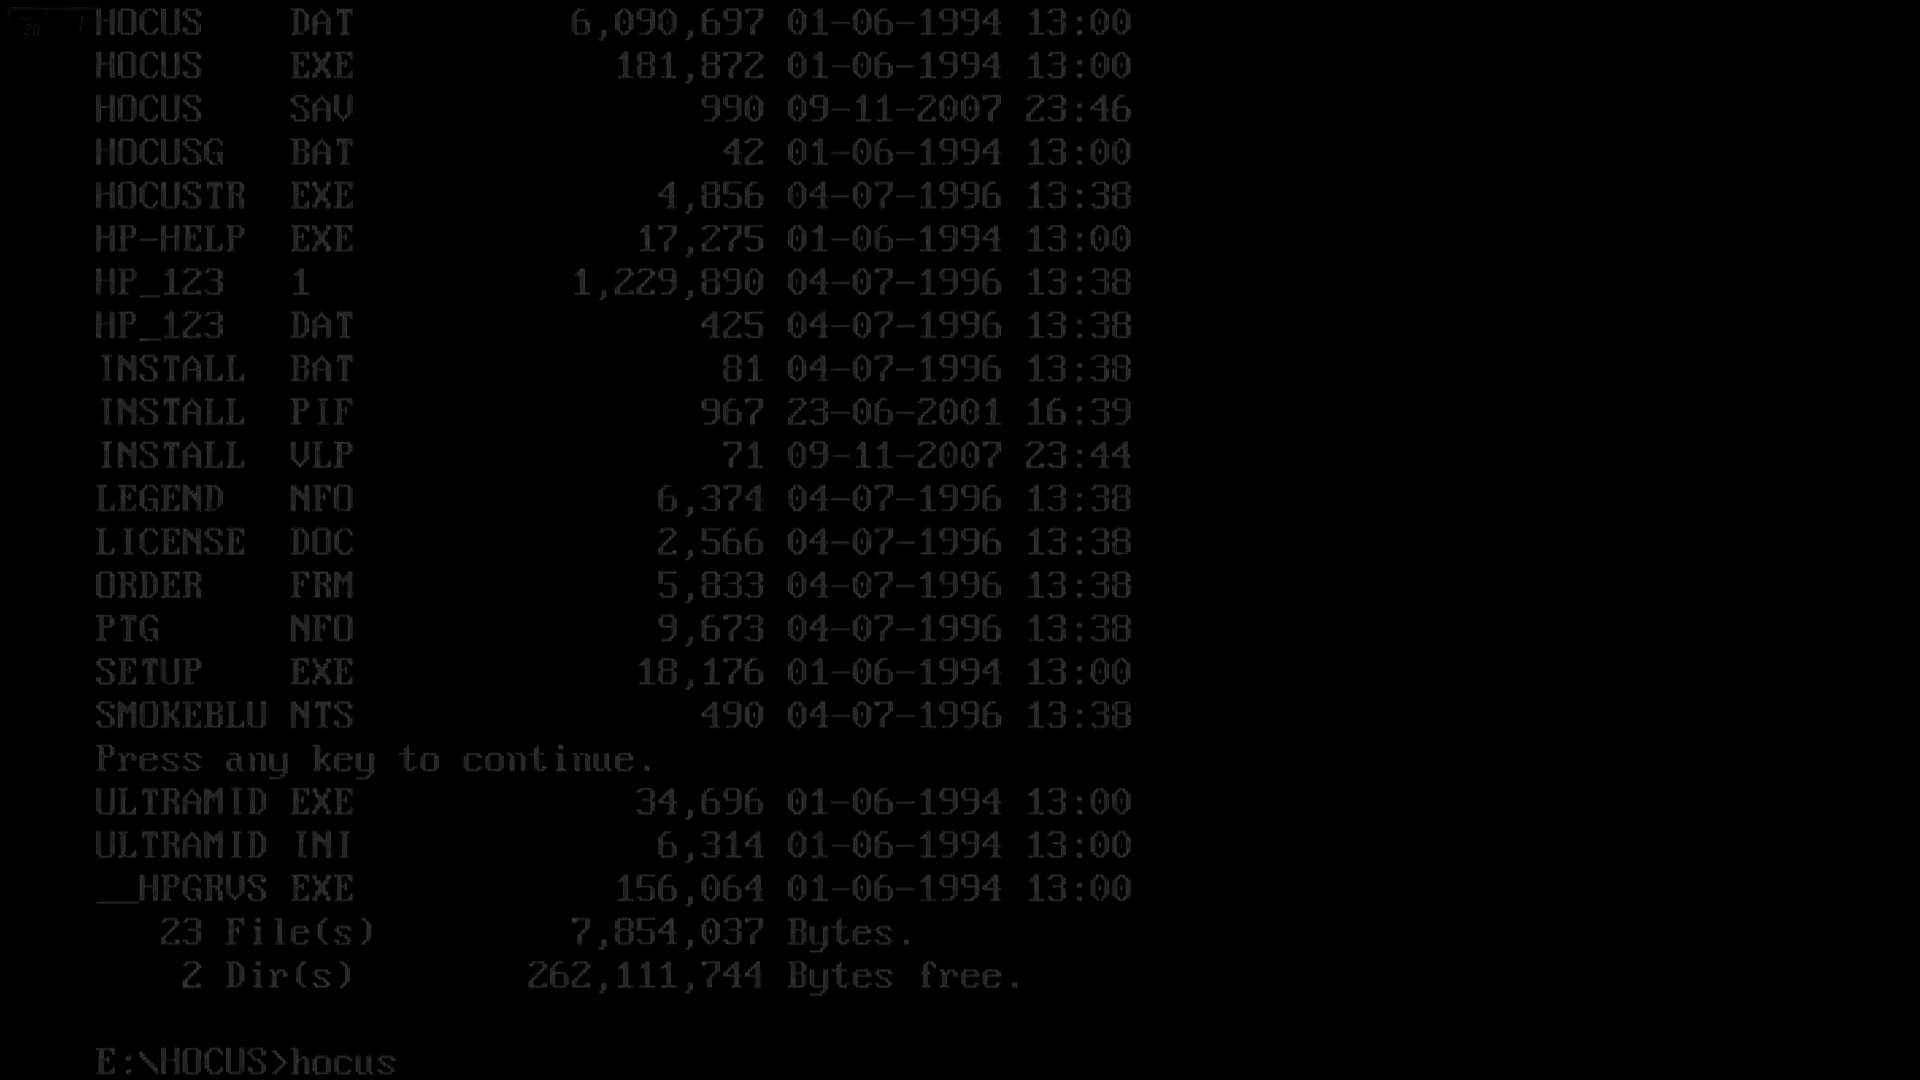 HOCUS    DAT          6,090,697 01-06-1994 13:00
HOCUS    EXE            181,872 01-06-1994 13:00
HOCUS    SAV                990 09-11-2007 23:46
HOCUSG   BAT                 42 01-06-1994 13:00
HOCUSTR  EXE              4,856 04-07-1996 13:38
HP-HELP  EXE             17,275 01-06-1994 13:00
HP_123   1            1,229,890 04-07-1996 13:38
HP_123   DAT                425 04-07-1996 13:38
INSTALL  BAT                 81 04-07-1996 13:38
INSTALL  PIF                967 23-06-2001 16:39
INSTALL  VLP                 71 09-11-2007 23:44
LEGEND   NFO              6,374 04-07-1996 13:38
LICENSE  DOC              2,566 04-07-1996 13:38
ORDER    FRM              5,833 04-07-1996 13:38
PTG      NFO              9,673 04-07-1996 13:38
SETUP    EXE             18,176 01-06-1994 13:00
SMOKEBLU NTS                490 04-07-1996 13:38
Press any key to continue.
ULTRAMID EXE             34,696 01-06-1994 13:00
ULTRAMID INI              6,314 01-06-1994 13:00
__HPGRVS EXE            156,064 01-06-1994 13:00
   23 File(s)         7,854,037 Bytes.
    2 Dir(s)        262,111,744 Bytes free.
E:\HOCUS>hocus